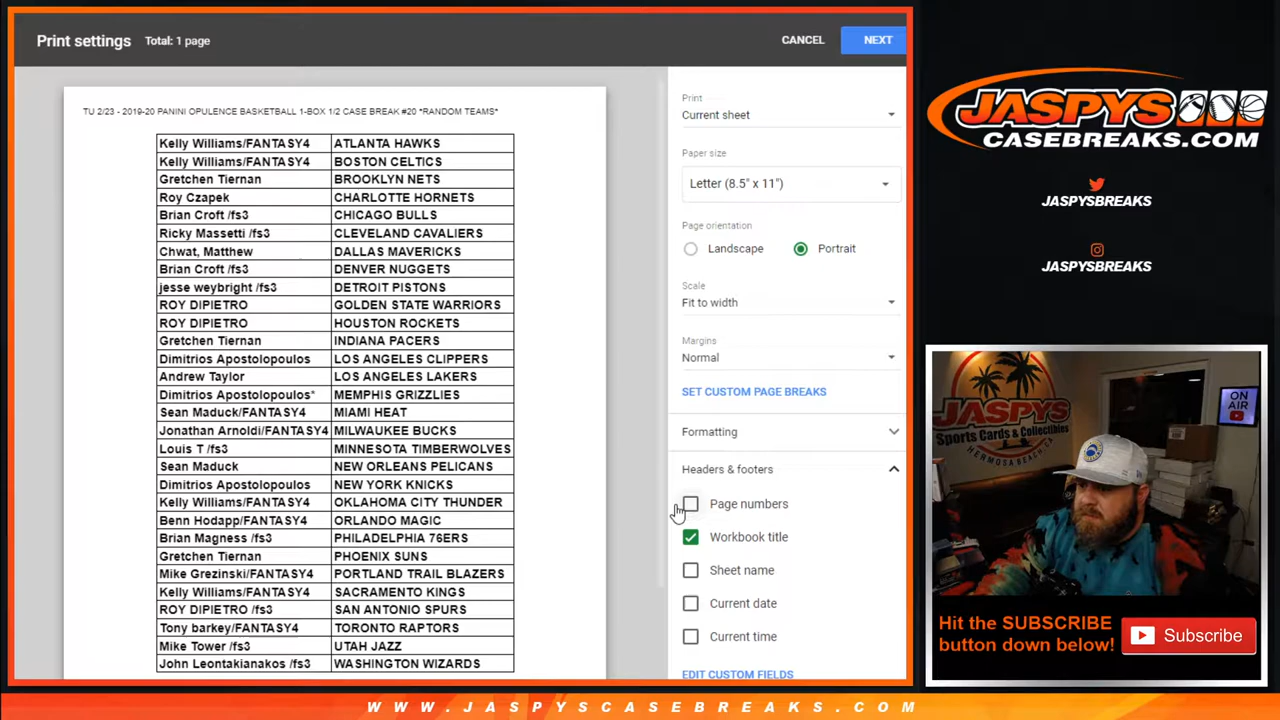 Print settings Total: 1 page CANCEL NEXT
TU 2/23 - 2019-20 PANINI OPULENCE BASKETBALL 1-BOX 1/2 CASE BREAK #20 *RANDOM TEAMS*
Kelly Williams/FANTASY4 ATLANTA HAWKS
Kelly Williams/FANTASY4 BOSTON CELTICS
Gretchen Tiernan BROOKLYN NETS
Roy Czapek CHARLOTTE HORNETS
Brian Croft /fs3 CHICAGO BULLS
Ricky Massetti /fs3 CLEVELAND CAVALIERS
Chwat, Matthew DALLAS MAVERICKS
Brian Croft /fs3 DENVER NUGGETS
jesse weybright /fs3 DETROIT PISTONS
ROY DIPIETRO GOLDEN STATE WARRIORS
ROY DIPIETRO HOUSTON ROCKETS
Gretchen Tiernan INDIANA PACERS
Dimitrios Apostolopoulos LOS ANGELES CLIPPERS
Andrew Taylor LOS ANGELES LAKERS
Dimitrios Apostolopoulos* MEMPHIS GRIZZLIES
Sean Maduck/FANTASY4 MIAMI HEAT
Jonathan Arnoldi/FANTASY4 MILWAUKEE BUCKS
Louis T /fs3 MINNESOTA TIMBERWOLVES
Sean Maduck NEW ORLEANS PELICANS
Dimitrios Apostolopoulos NEW YORK KNICKS
Kelly Williams/FANTASY4 OKLAHOMA CITY THUNDER
Benn Hodapp/FANTASY4 ORLANDO MAGIC
Brian Magness /fs3 PHILADELPHIA 76ERS
Gretchen Tiernan PHOENIX SUNS
Mike Grezinski/FANTASY4 PORTLAND TRAIL BLAZERS
Kelly Williams/FANTASY4 SACRAMENTO KINGS
ROY DIPIETRO /fs3 SAN ANTONIO SPURS
Tony barkey/FANTASY4 TORONTO RAPTORS
Mike Tower /fs3 UTAH JAZZ
John Leontakianakos /fs3 WASHINGTON WIZARDS
Print
Current sheet
Paper size
Letter (8.5" x 11")
Page orientation
Landscape Portrait
Scale
Fit to width
Margins
Normal
SET CUSTOM PAGE BREAKS
Formatting
Headers & footers
Page numbers
Workbook title
Sheet name
Current date
Current time
EDIT CUSTOM FIELDS
JASPYS
CASEBREAKS.COM
JASPYSBREAKS
JASPYSBREAKS
JASPYS
Sports Cards & Collectibles
HERMOSA BEACH, CA
ON AIR
Hit the SUBSCRIBE
button down below!
Subscribe
WWW.JASPYSCASEBREAKS.COM